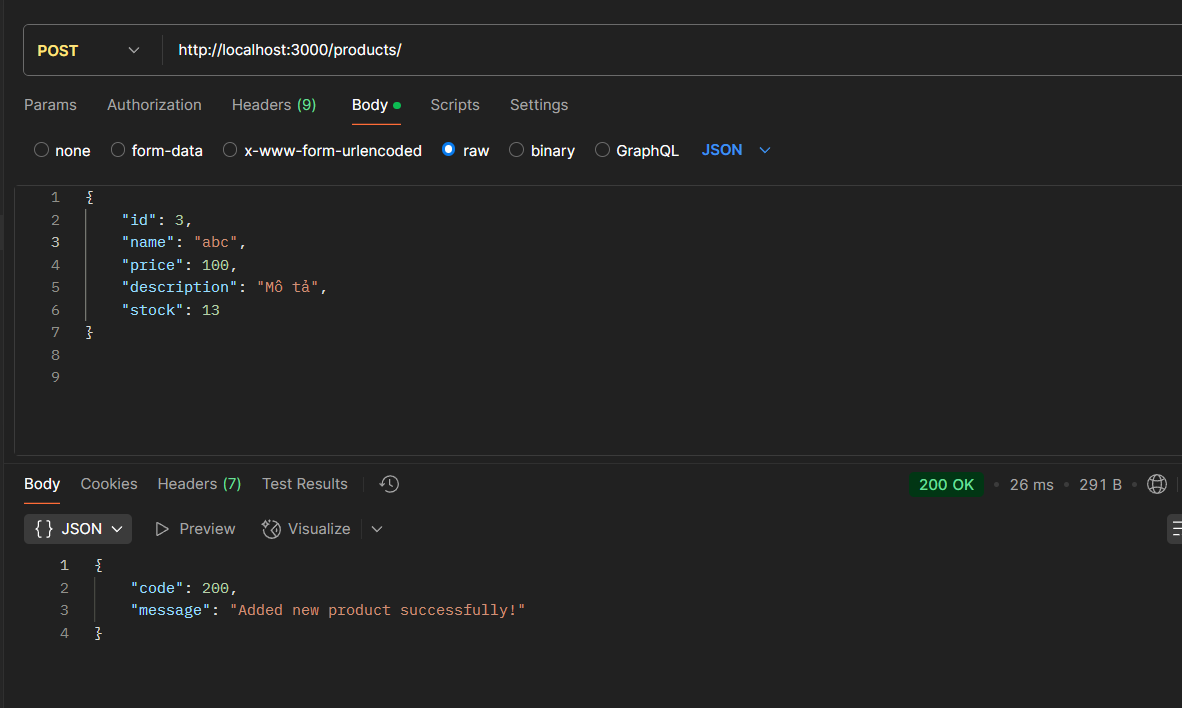 POST http://localhost:3000/products/
Params Authorization Headers (9) Body Scripts Settings
none form-data x-www-form-urlencoded raw binary GraphQL JSON
1 {
2 "id": 3,
3 "name": "abc",
4 "price": 100,
5 "description": "Mô tả",
6 "stock": 13
7 }
8
9
Body Cookies Headers (7) Test Results 200 OK • 26 ms • 291 B •
{} JSON Preview Visualize
1 {
2 "code": 200,
3 "message": "Added new product successfully!"
4 }